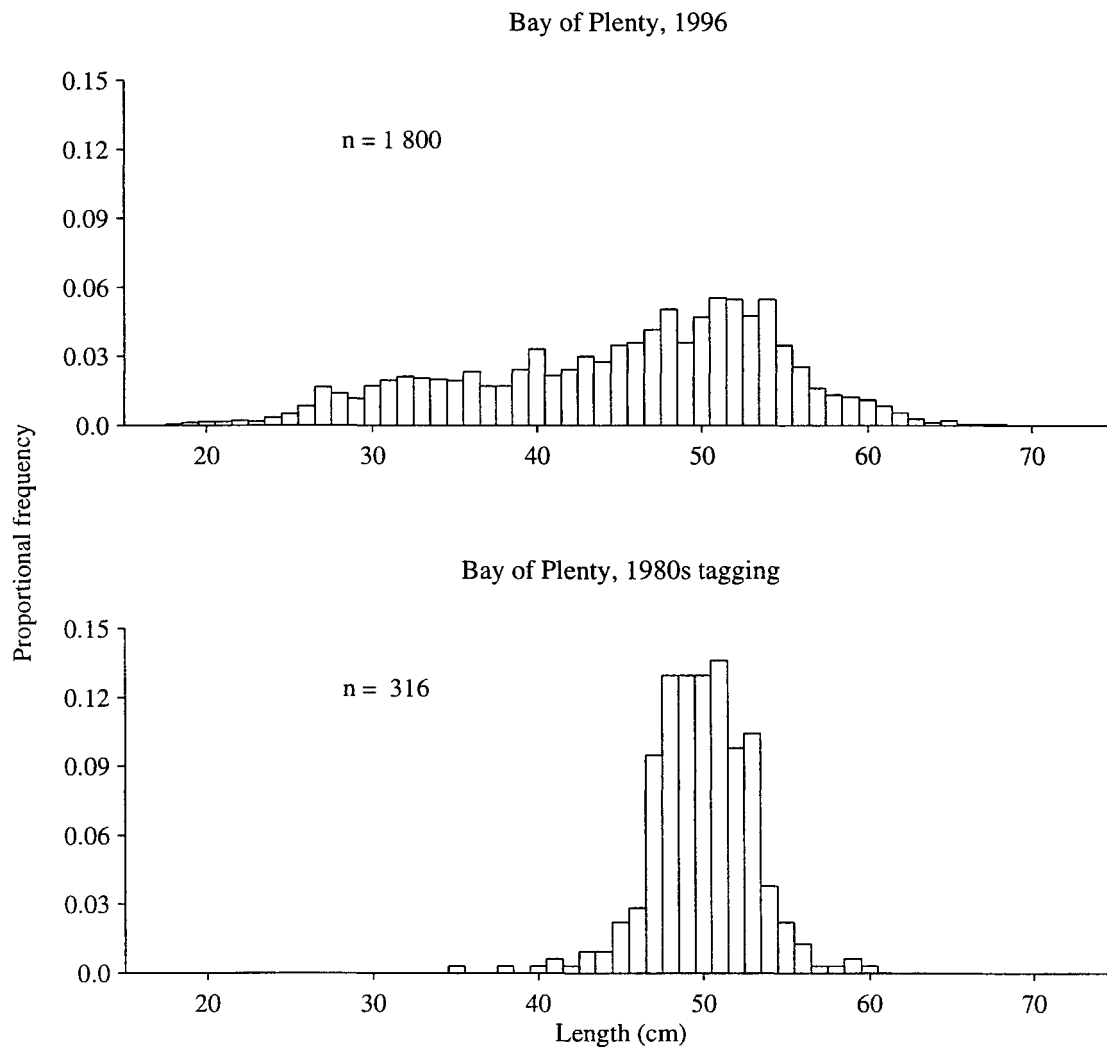 Bay of Plenty, 1996
0.15
n = 1 800
0.12
0.09
0.06
0.03
0.0
20 30 40 50 60 70
Proportional frequency
Bay of Plenty, 1980s tagging
0.15
n = 316
0.12
0.09
0.06
0.03
0.0
20 30 40 50 60 70
Length (cm)